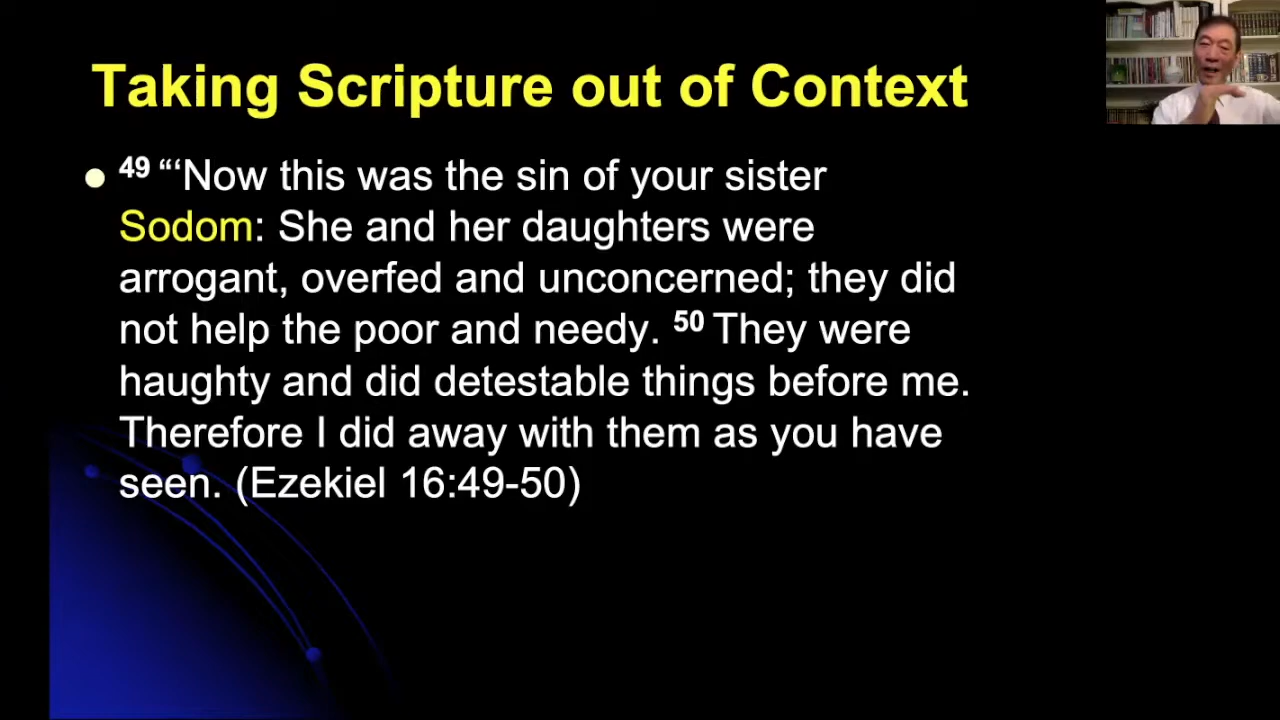 Taking Scripture out of Context
49 “‘Now this was the sin of your sister
Sodom: She and her daughters were
arrogant, overfed and unconcerned; they did
not help the poor and needy. 50 They were
haughty and did detestable things before me.
Therefore I did away with them as you have
seen. (Ezekiel 16:49-50)